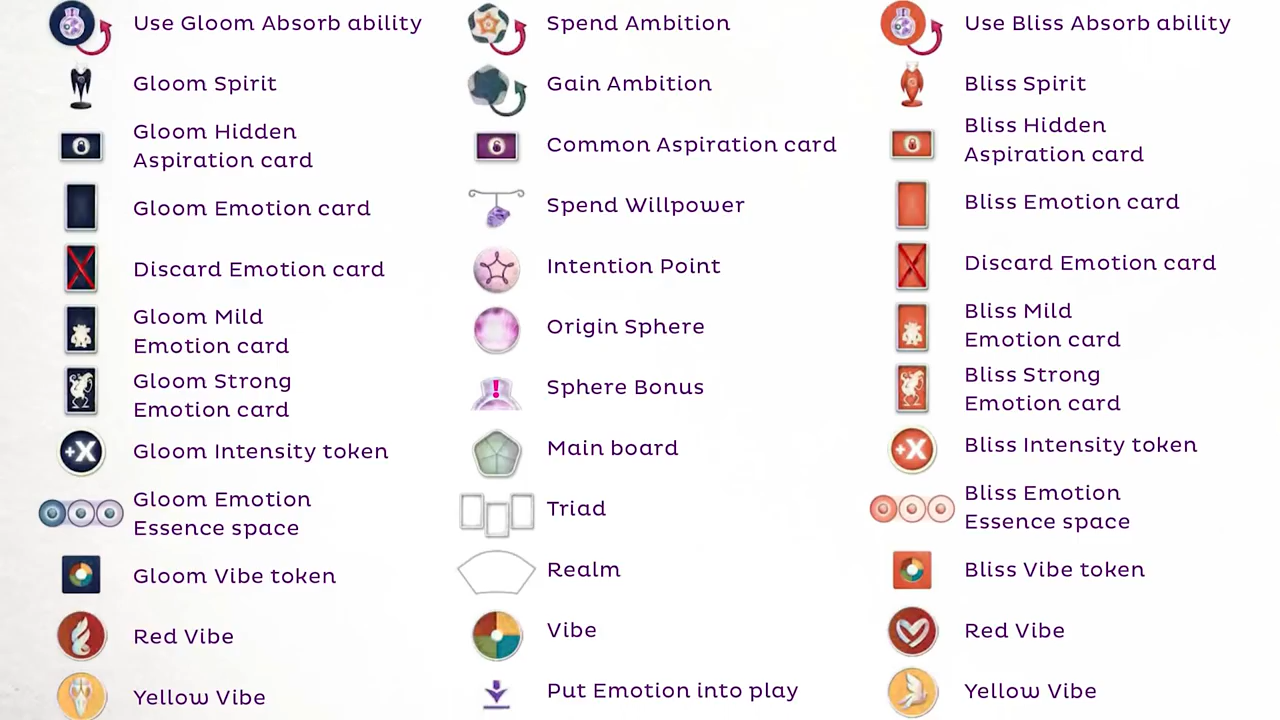 Use Gloom Absorb ability
Gloom Spirit
Gloom Hidden
Aspiration card
Gloom Emotion card
Discard Emotion card
Gloom Mild
Emotion card
Gloom Strong
Emotion card
+X
Gloom Intensity token
Gloom Emotion
Essence space
Gloom Vibe token
Red Vibe
Yellow Vibe
Spend Ambition
Gain Ambition
Common Aspiration card
Spend Willpower
Intention Point
Origin Sphere
!
Sphere Bonus
Main board
Triad
Realm
Vibe
Put Emotion into play
Use Bliss Absorb ability
Bliss Spirit
Bliss Hidden
Aspiration card
Bliss Emotion card
Discard Emotion card
Bliss Mild
Emotion card
Bliss Strong
Emotion card
+X
Bliss Intensity token
Bliss Emotion
Essence space
Bliss Vibe token
Red Vibe
Yellow Vibe